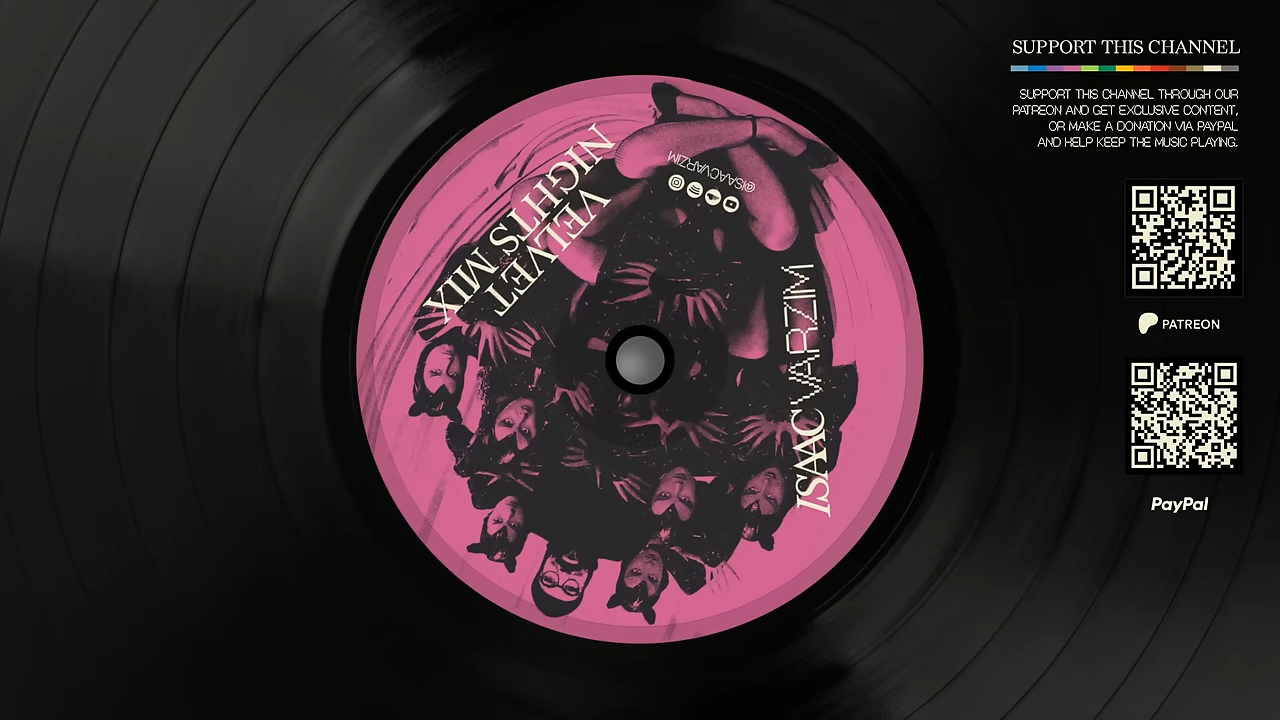 SUPPORT THIS CHANNEL
SUPPORT THIS CHANNEL THROUGH OUR
PATREON AND GET EXCLUSIVE CONTENT,
OR MAKE A DONATION VIA PAYPAL
AND HELP KEEP THE MUSIC PLAYING.
PATREON
PayPal
VELVET
NIGHTS MIX
ISAAC VARZIM
@ISAACVARZIM